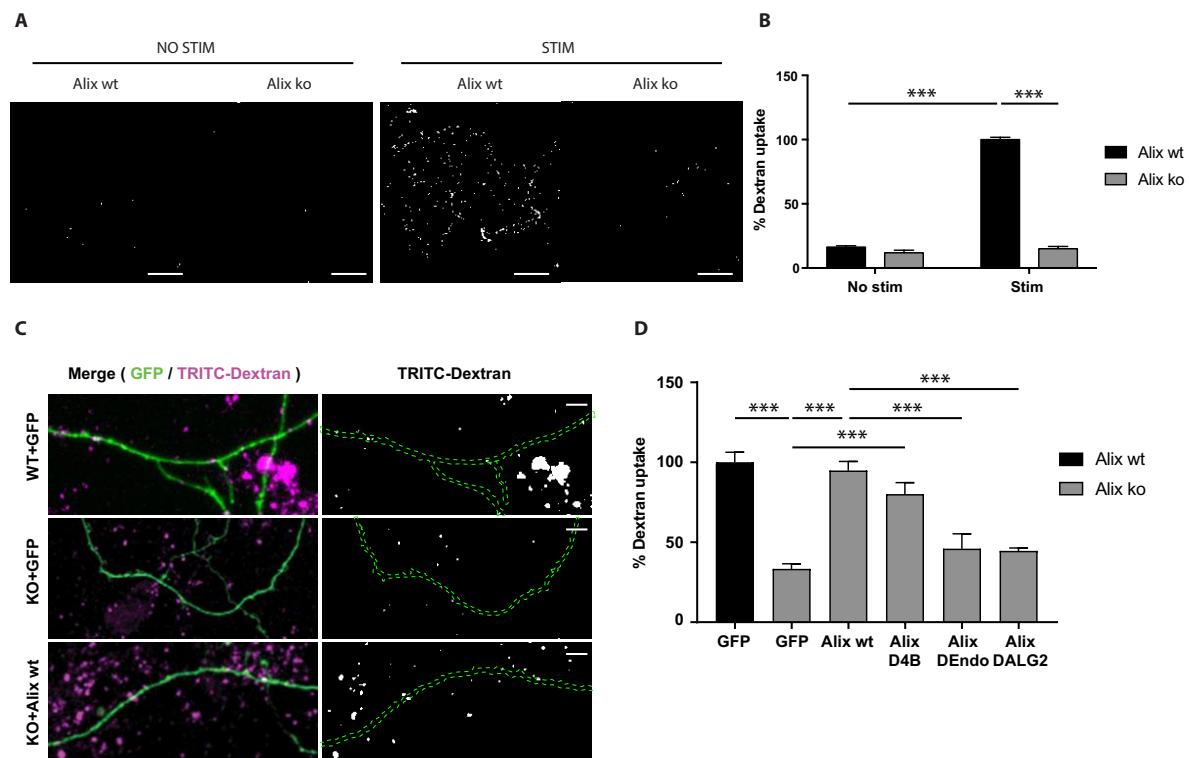 A
NO STIM
STIM
Alix wt
Alix ko
Alix wt
Alix ko
B
150
100
50
0
% Dextran uptake
***
***
No stim
Stim
Alix wt
Alix ko
C
Merge ( GFP / TRITC-Dextran )
TRITC-Dextran
WT+GFP
KO+GFP
KO+Alix wt
D
150
100
50
0
% Dextran uptake
***
***
***
***
***
GFP
GFP
Alix wt
Alix
D4B
Alix
DEndo
Alix
DALG2
Alix wt
Alix ko